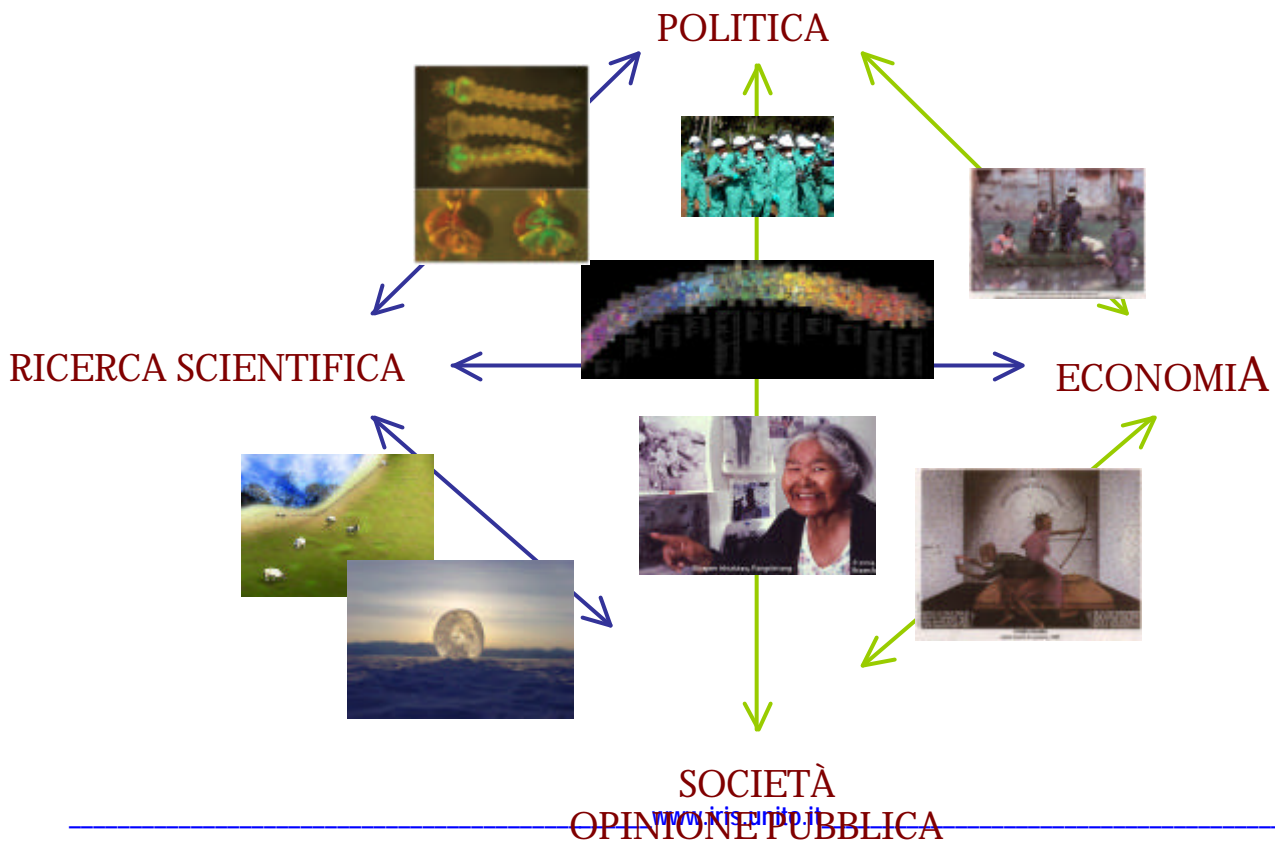 POLITICA
RICERCA SCIENTIFICA
ECONOMIA
SOCIETÀ
OPINIONE PUBBLICA
www.iris.unito.it